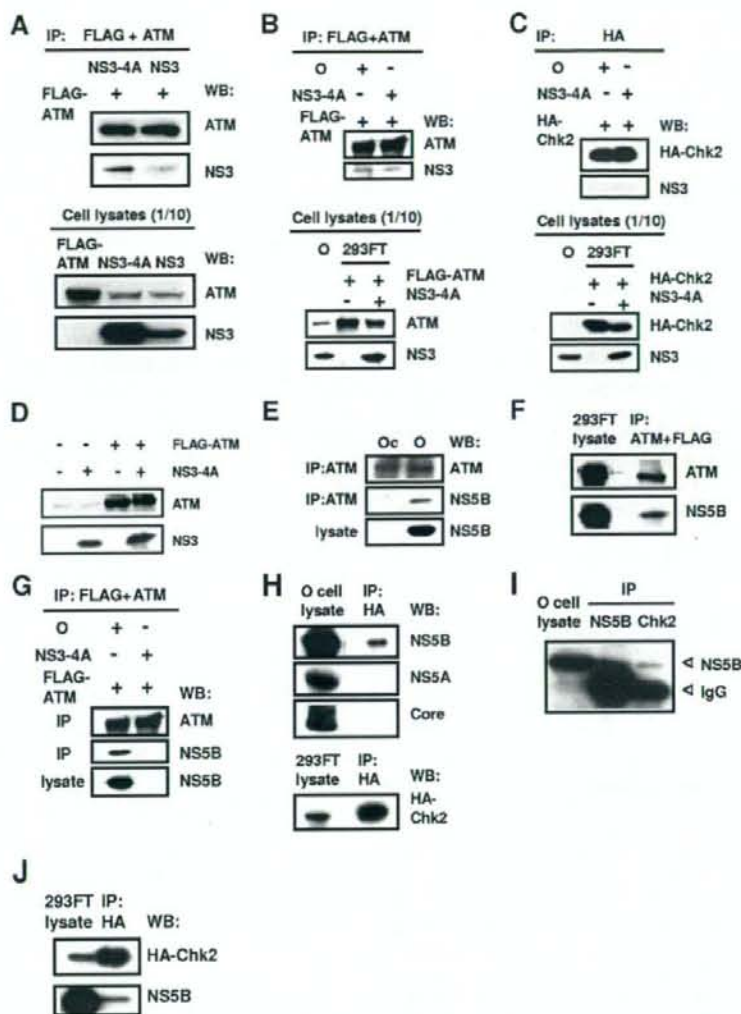 A
IP: FLAG + ATM
NS3-4A NS3
FLAG-ATM + + WB:
ATM
NS3
Cell lysates (1/10)
FLAG-ATM NS3-4A NS3 WB:
ATM
NS3
B
IP: FLAG+ATM
O + -
NS3-4A - +
FLAG-ATM + + WB:
ATM
NS3
Cell lysates (1/10)
O 293FT
+ + FLAG-ATM
- + NS3-4A
ATM
NS3
C
IP: HA
O + -
NS3-4A - +
HA-Chk2 + + WB:
HA-Chk2
NS3
Cell lysates (1/10)
O 293FT
+ + HA-Chk2
- + NS3-4A
HA-Chk2
NS3
D
- - + + FLAG-ATM
- + - + NS3-4A
ATM
NS3
E
Oc O WB:
IP:ATM ATM
IP:ATM NS5B
lysate NS5B
F
293FT IP:
lysate ATM+FLAG
ATM
NS5B
G
IP: FLAG+ATM
O + -
NS3-4A - +
FLAG-ATM + + WB:
IP ATM
IP NS5B
lysate NS5B
H
O cell IP:
lysate HA WB:
NS5B
NS5A
Core
293FT IP:
lysate HA WB:
HA-Chk2
I
IP
O cell
lysate NS5B Chk2
NS5B
IgG
J
293FT IP:
lysate HA WB:
HA-Chk2
NS5B